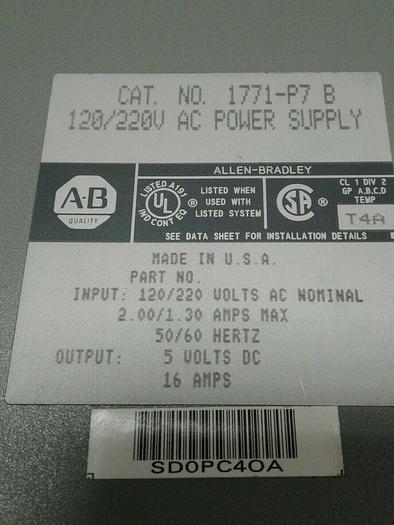 CAT. NO. 1771-P7 B
120/220V AC POWER SUPPLY
ALLEN-BRADLEY
A-B
QUALITY
LISTED A191
UL
IND CONT EQ
®
LISTED WHEN
USED WITH
LISTED SYSTEM
SA
®
CL 1 DIV 2
GP A,B,C,D
TEMP
T4A
SEE DATA SHEET FOR INSTALLATION DETAILS
MADE IN U.S.A.
PART NO.
INPUT: 120/220 VOLTS AC NOMINAL
2.00/1.30 AMPS MAX
50/60 HERTZ
OUTPUT: 5 VOLTS DC
16 AMPS
SD0PC4OA